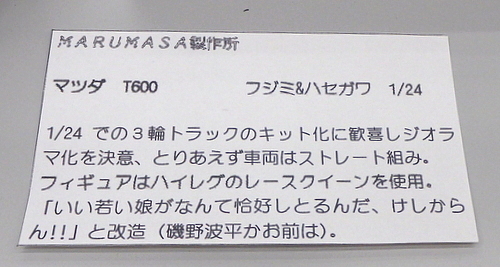 MARUMASA製作所
マツダ T600 フジミ&ハセガワ 1/24
1/24 での3輪トラックのキット化に歓喜しジオラ
マ化を決意、とりあえず車両はストレート組み。
フィギュアはハイレグのレースクイーンを使用。
「いい若い娘がなんて恰好しとるんだ、けしから
ん!!」と改造（磯野波平かお前は）。